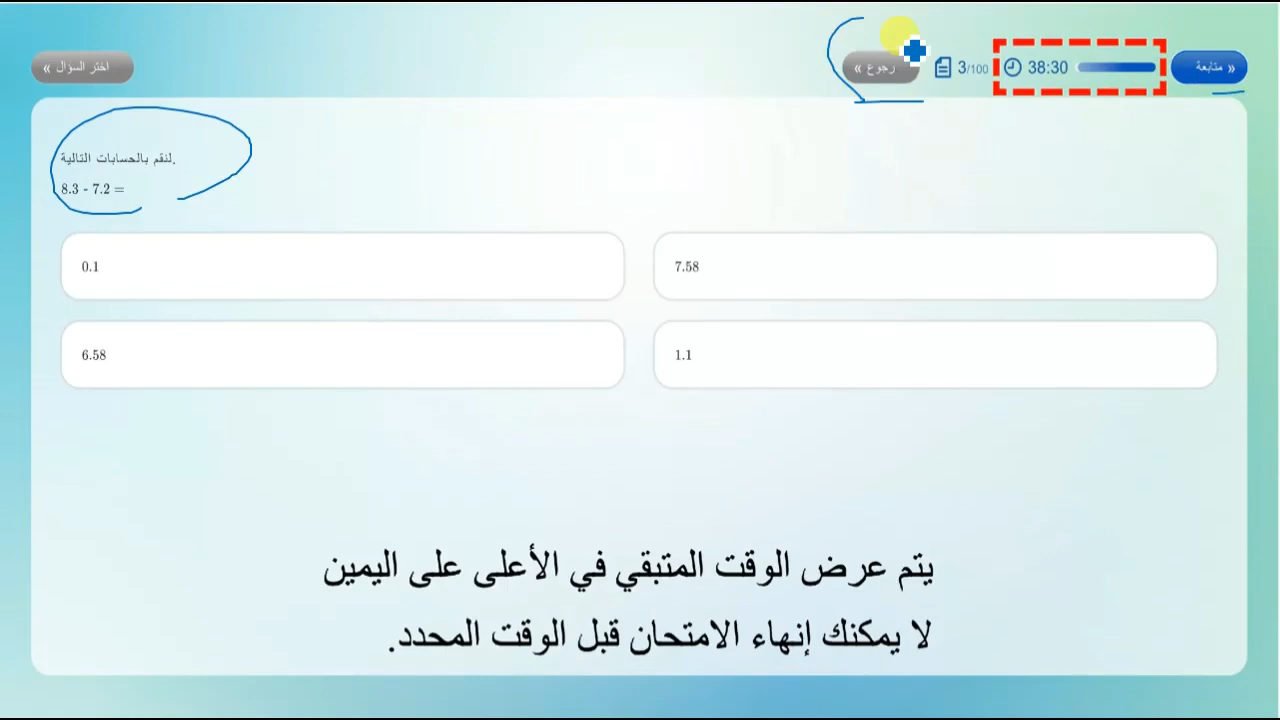 « اختر السؤال
« رجوع
3/100
38:30
متابعة »
لنقم بالحسابات التالية.
8.3 - 7.2 =
0.1
7.58
6.58
1.1
يتم عرض الوقت المتبقي في الأعلى على اليمين
لا يمكنك إنهاء الامتحان قبل الوقت المحدد.